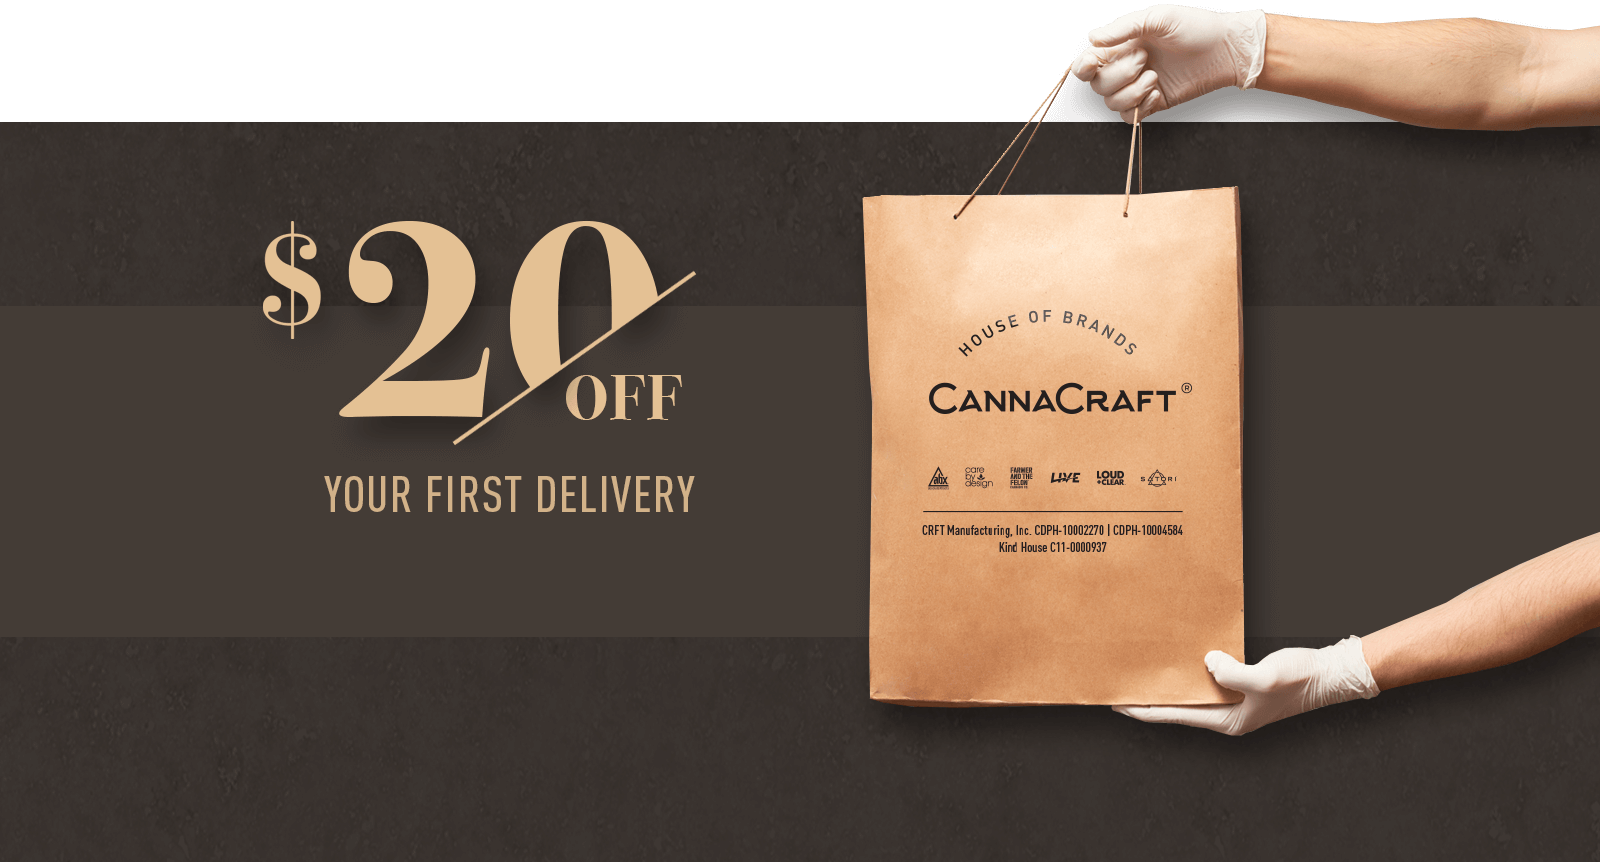 $20
OFF
YOUR FIRST DELIVERY
HOUSE OF BRANDS
CANNACRAFT®
abx
care by design
FARMER AND THE FELON
LIVE
LOUD +CLEAR.
SATORI
CRFT Manufacturing, Inc. CDPH-10002270 | CDPH-10004584
Kind House C11-0000937